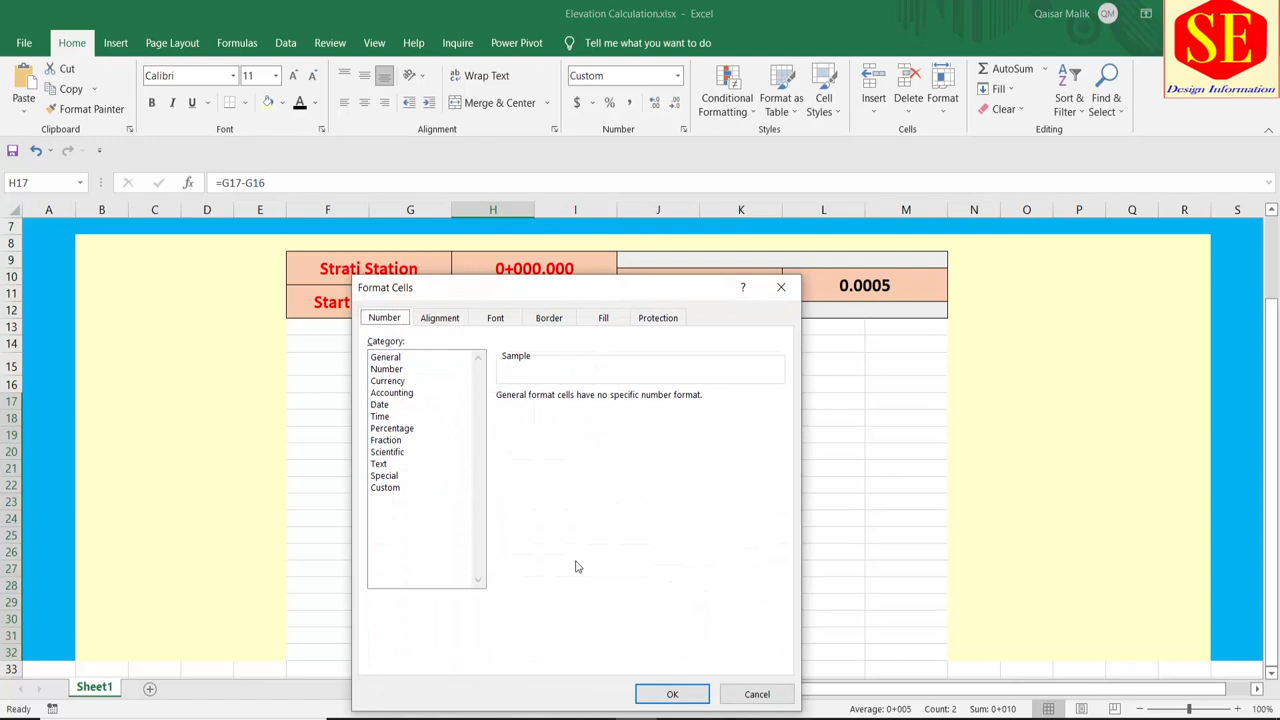 Elevation Calculation.xlsx - Excel
Qaisar Malik QM
SE
Design Information
File Home Insert Page Layout Formulas Data Review View Help Inquire Power Pivot Tell me what you want to do
Paste Cut Copy Format Painter
Clipboard
Calibri 11
B I U A
Font
Wrap Text
Merge & Center
Alignment
Custom
$ % ,
Number
Conditional Formatting Format as Table Cell Styles
Styles
Insert Delete Format
Cells
AutoSum Fill Clear
Sort & Filter Find & Select
Editing
H17 fx =G17-G16
A B C D E F G H I J K L M N O P Q R S
7
8
9 Strati Station 0+000.000
10 0.0005
11 Start
12
13
14
15
16
17
18
19
20
21
22
23
24
25
26
27
28
29
30
31
32
33
Format Cells ?
Number Alignment Font Border Fill Protection
Category:
General
Number
Currency
Accounting
Date
Time
Percentage
Fraction
Scientific
Text
Special
Custom
Sample
General format cells have no specific number format.
OK Cancel
Sheet1
Ready Average: 0+005 Count: 2 Sum: 0+010 100%